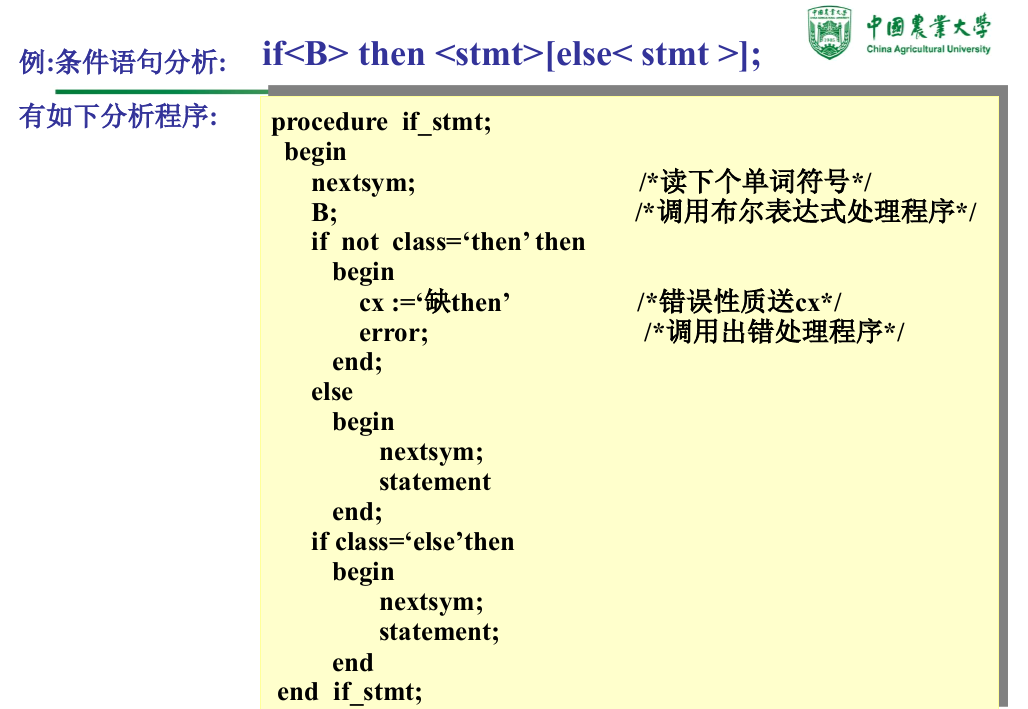 例:条件语句分析: if<B> then <stmt>[else< stmt >];
中國農業大学
China Agricultural University
有如下分析程序:
procedure if_stmt;
begin
nextsym; /*读下个单词符号*/
B; /*调用布尔表达式处理程序*/
if not class=‘then’ then
begin
cx :=‘缺then’ /*错误性质送cx*/
error; /*调用出错处理程序*/
end;
else
begin
nextsym;
statement
end;
if class=‘else’then
begin
nextsym;
statement;
end
end if_stmt;